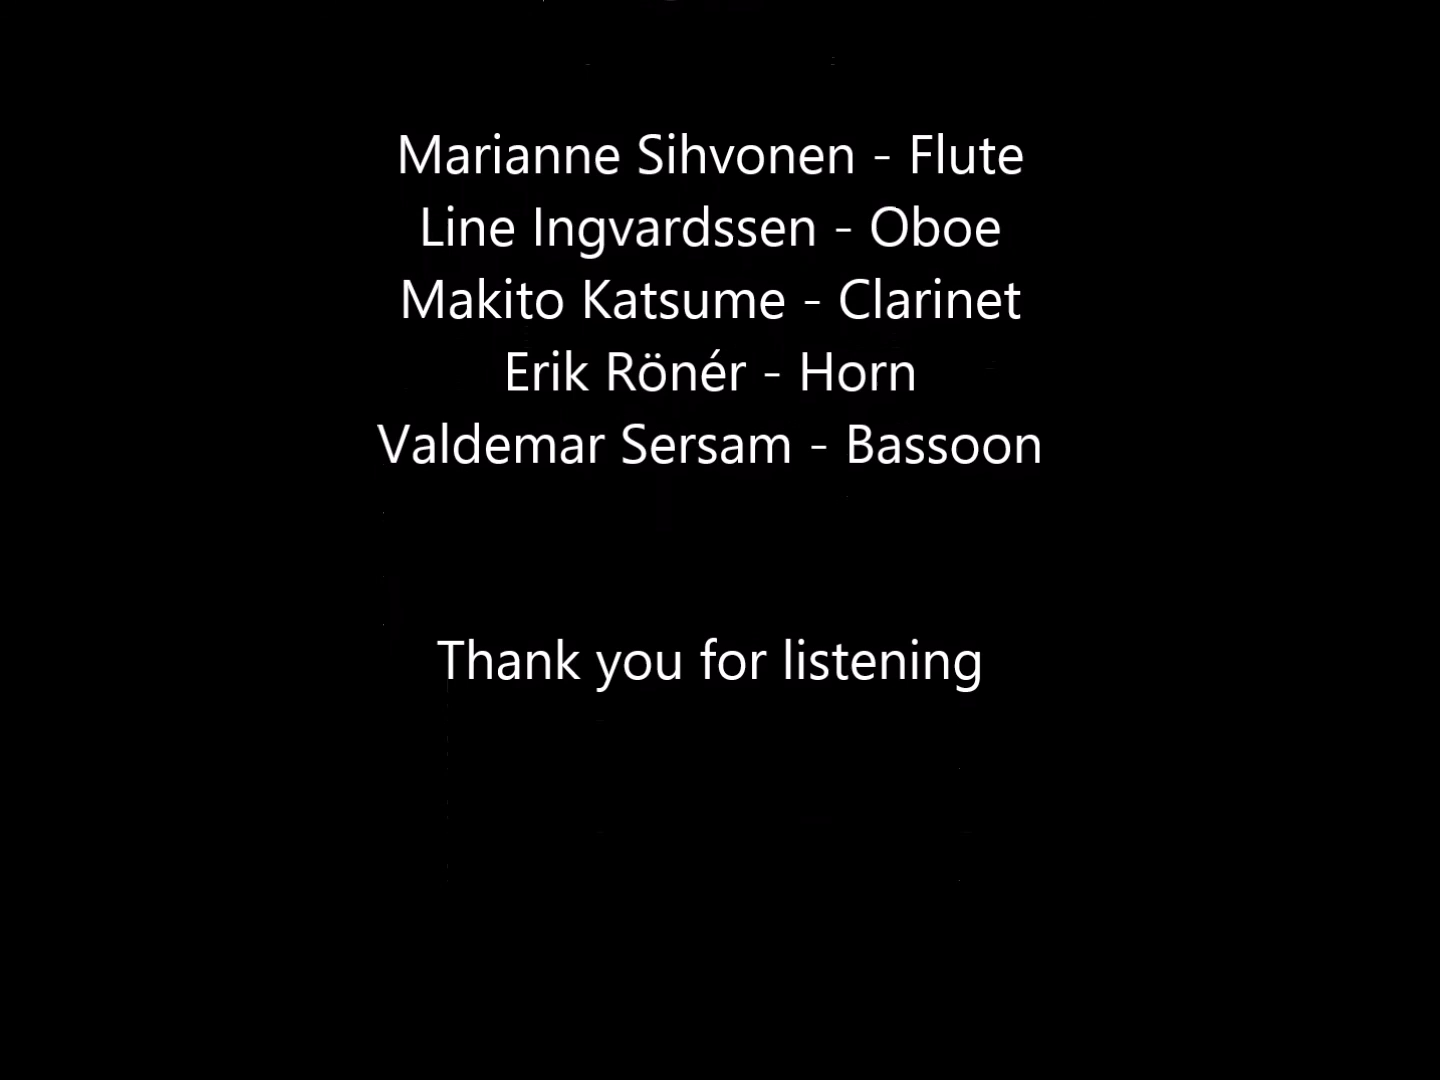 Marianne Sihvonen - Flute
Line Ingvardssen - Oboe
Makito Katsume - Clarinet
Erik Rönér - Horn
Valdemar Sersam - Bassoon
Thank you for listening